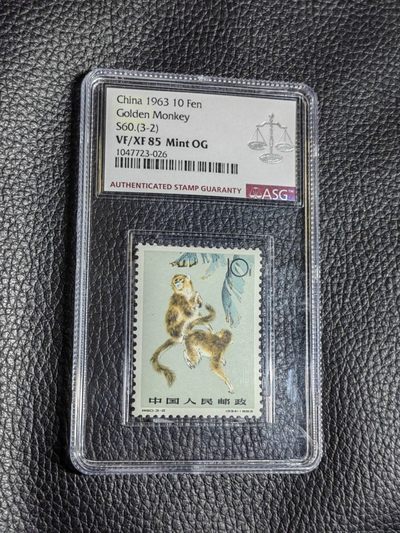 China 1963 10 Fen
Golden Monkey
S60.(3-2)
VF/XF 85 Mint OG
1047723-026
AUTHENTICATED STAMP GUARANTY
ASG
10
中国人民邮政